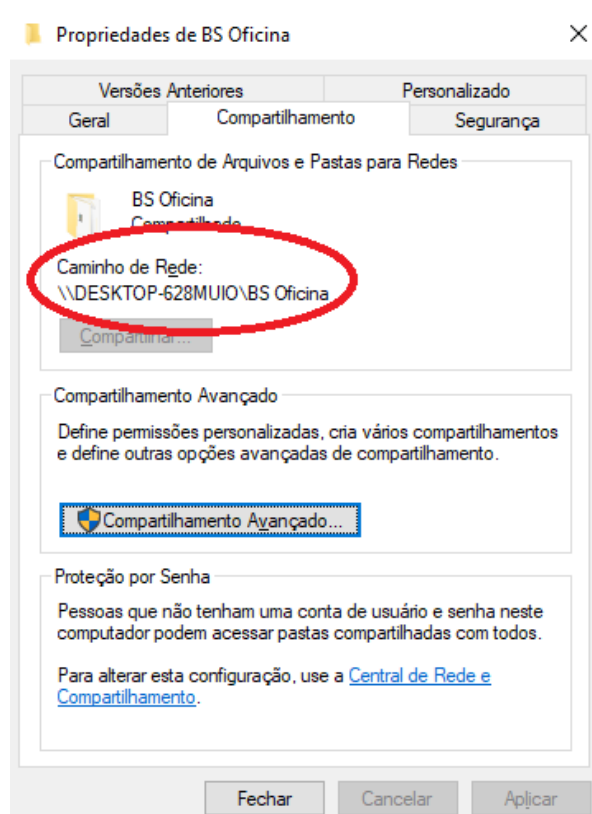 Propriedades de BS Oficina
Versões Anteriores
Personalizado
Geral
Compartilhamento
Segurança
Compartilhamento de Arquivos e Pastas para Redes
BS Oficina
Compartilhado
Caminho de Rede:
\\DESKTOP-628MUIO\BS Oficina
Compartilhar...
Compartilhamento Avançado
Define permissões personalizadas, cria vários compartilhamentos
e define outras opções avançadas de compartilhamento.
Compartilhamento Avançado...
Proteção por Senha
Pessoas que não tenham uma conta de usuário e senha neste
computador podem acessar pastas compartilhadas com todos.
Para alterar esta configuração, use a Central de Rede e
Compartilhamento.
Fechar
Cancelar
Aplicar